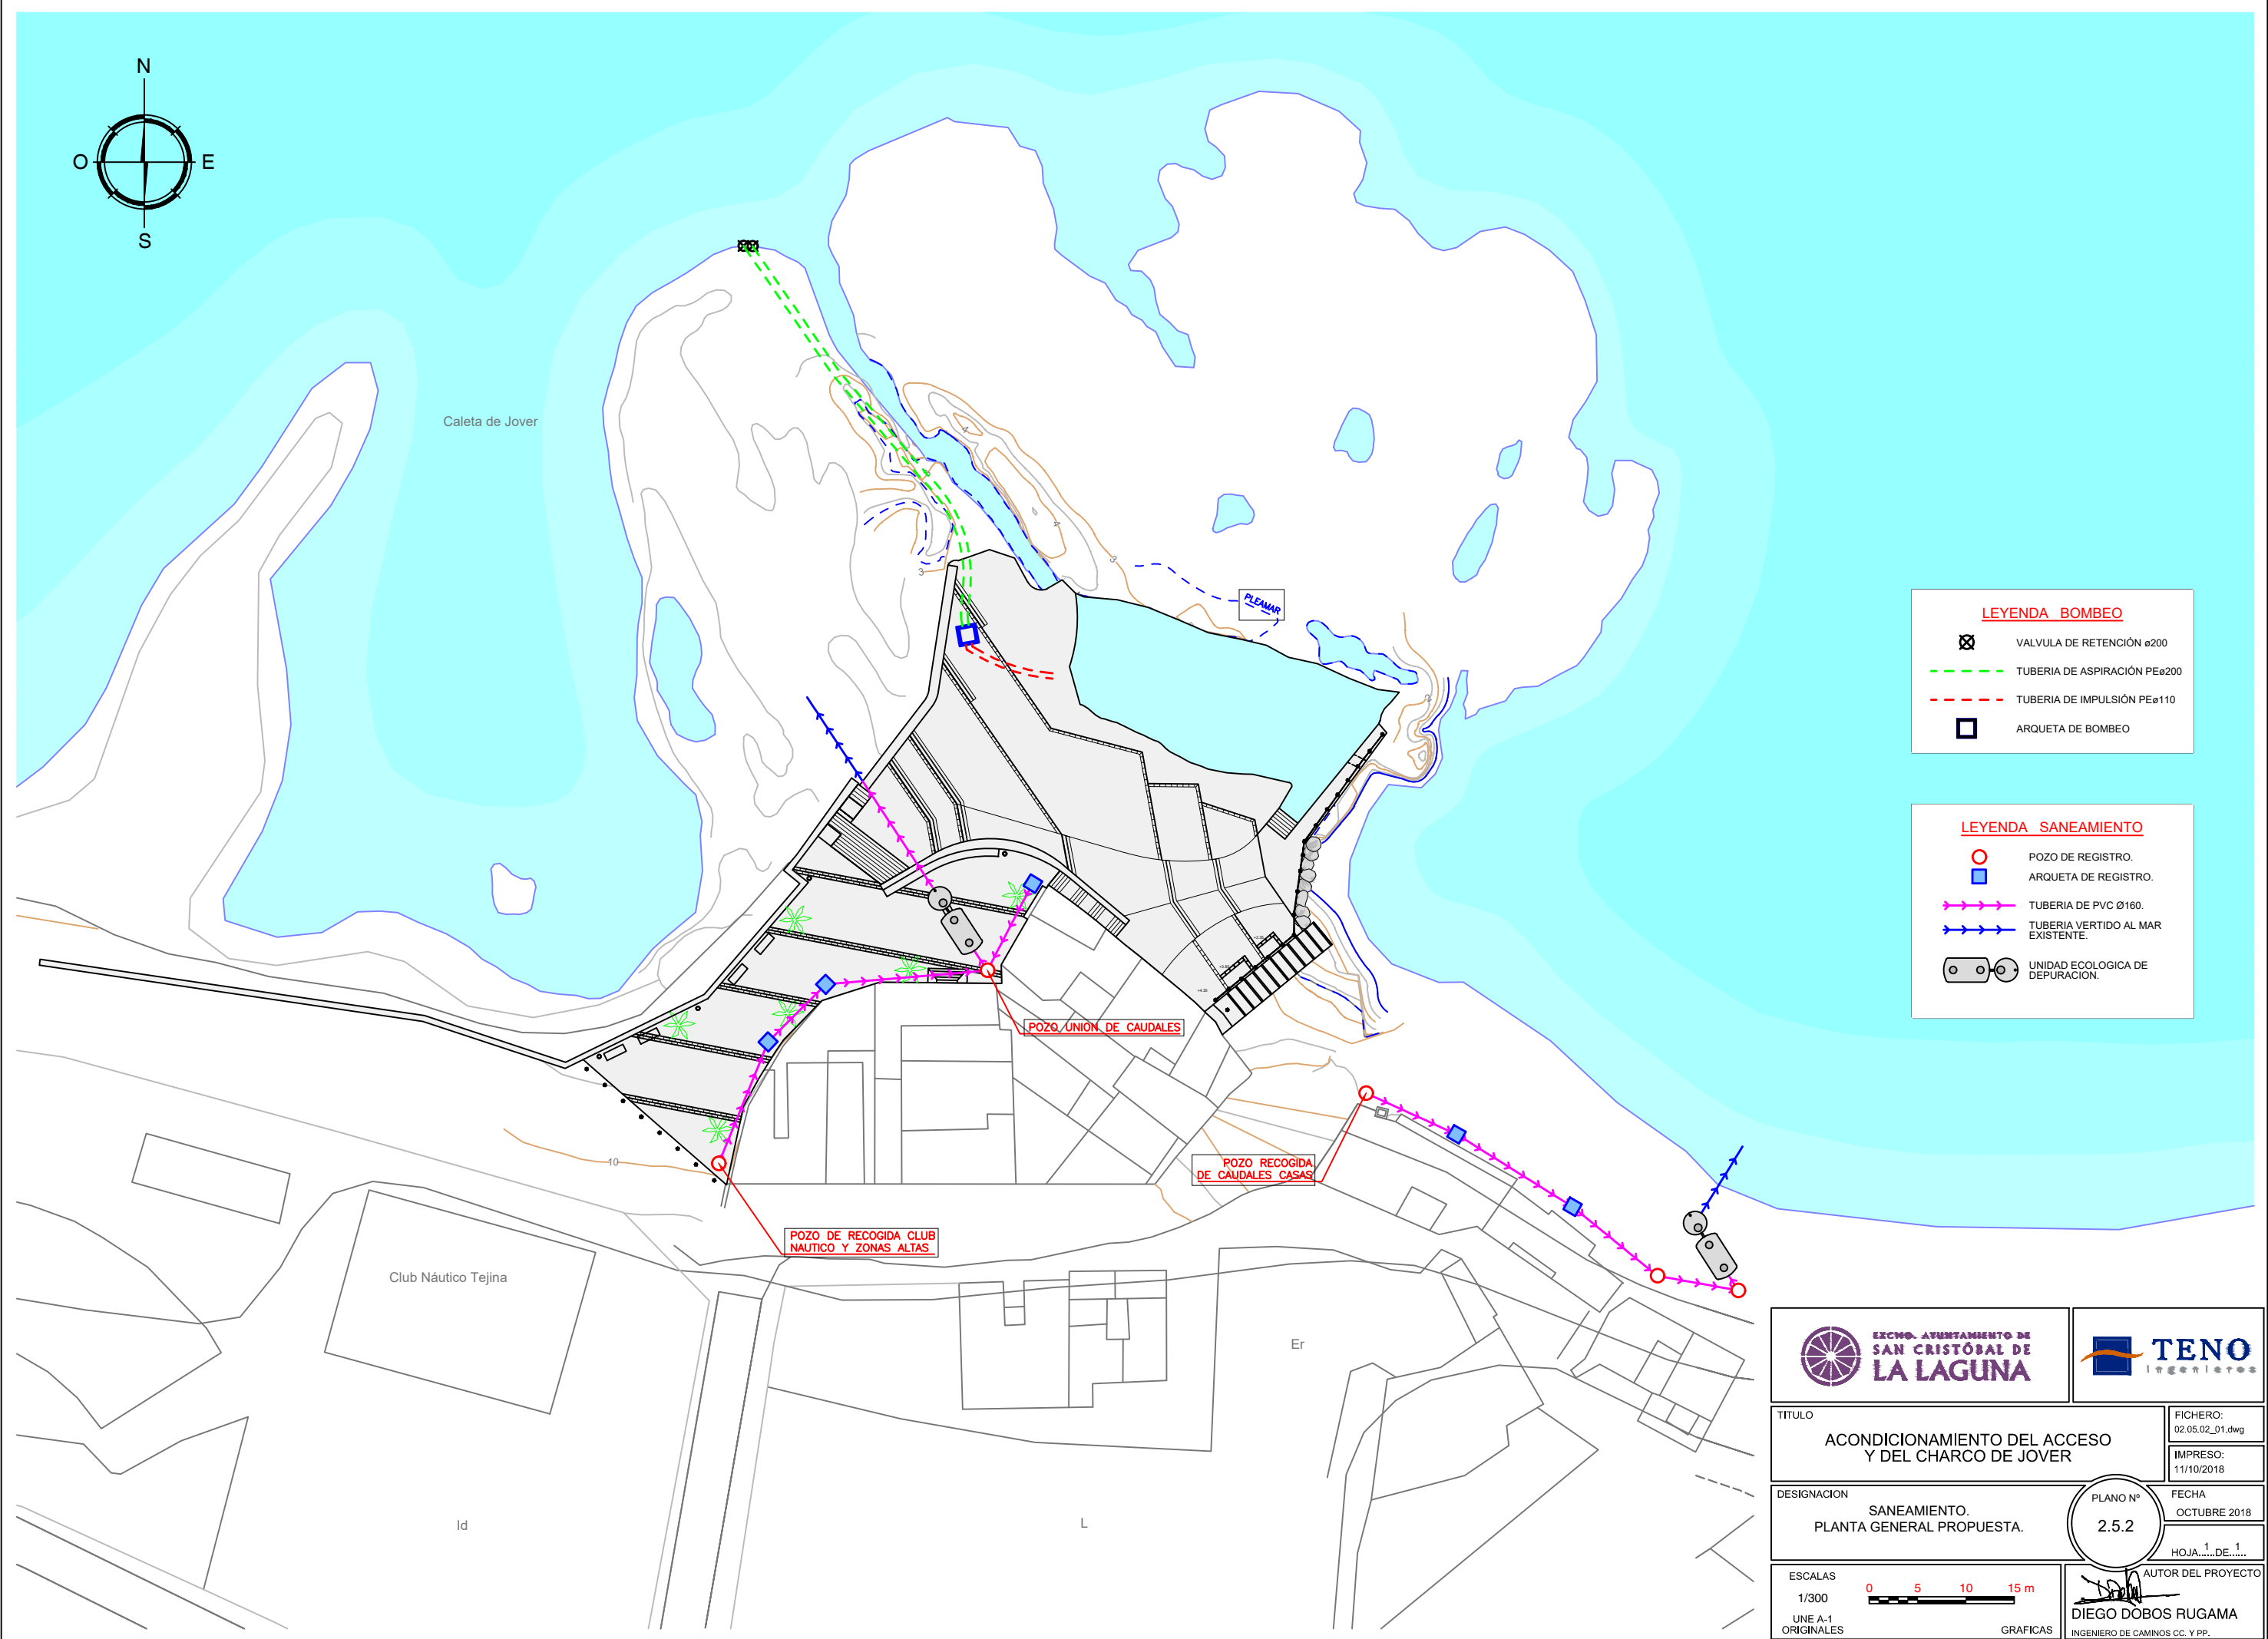 N
O
E
S
Caleta de Jover
4
4
3
3
2
PLEAMAR
LEYENDA BOMBEO
VALVULA DE RETENCIÓN ø200
TUBERIA DE ASPIRACIÓN PEø200
TUBERIA DE IMPULSIÓN PEø110
ARQUETA DE BOMBEO
LEYENDA SANEAMIENTO
POZO DE REGISTRO.
ARQUETA DE REGISTRO.
TUBERIA DE PVC Ø160.
TUBERIA VERTIDO AL MAR
EXISTENTE.
UNIDAD ECOLOGICA DE
DEPURACION.
POZO UNION DE CAUDALES
POZO RECOGIDA
DE CAUDALES CASAS
10
POZO DE RECOGIDA CLUB
NAUTICO Y ZONAS ALTAS
Club Náutico Tejina
Er
Id
L
EXCMO. AYUNTAMIENTO DE
SAN CRISTÓBAL DE
LA LAGUNA
TENO
Ingenieros
TITULO
ACONDICIONAMIENTO DEL ACCESO
Y DEL CHARCO DE JOVER
FICHERO:
02.05.02_01.dwg
IMPRESO:
11/10/2018
DESIGNACION
SANEAMIENTO.
PLANTA GENERAL PROPUESTA.
PLANO Nº
2.5.2
FECHA
OCTUBRE 2018
HOJA...1...DE...1...
ESCALAS
1/300
UNE A-1
ORIGINALES
0 5 10 15 m
GRAFICAS
AUTOR DEL PROYECTO
DIEGO DOBOS RUGAMA
INGENIERO DE CAMINOS CC. Y PP.